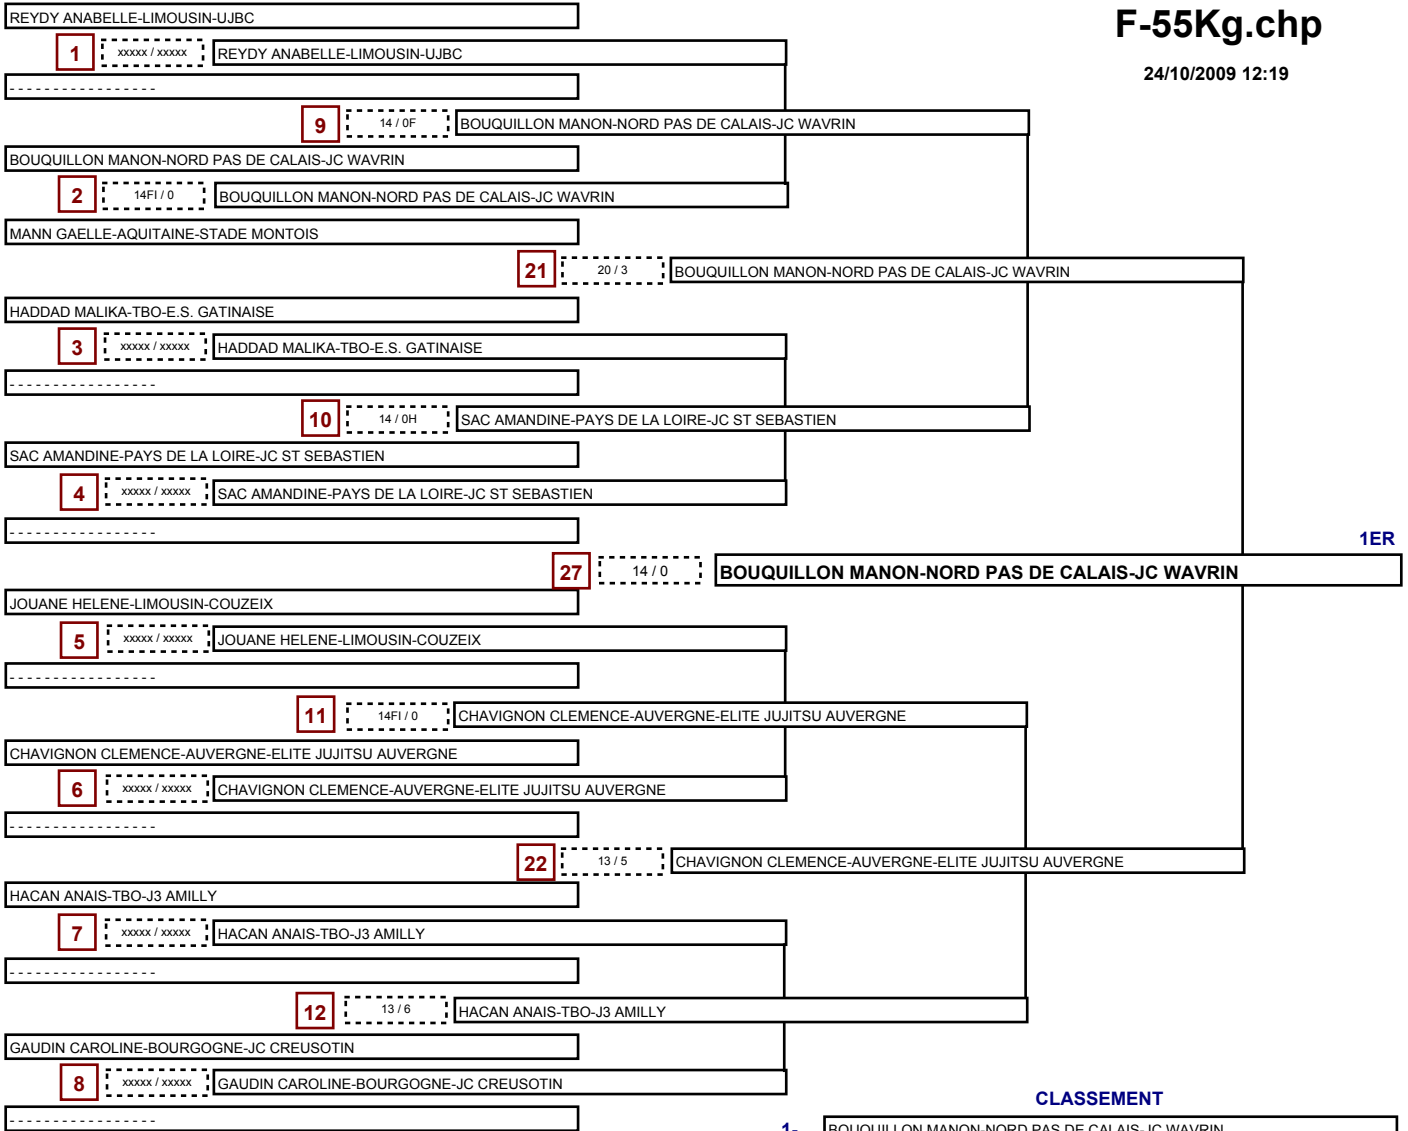 F-55Kg.chp
24/10/2009 12:19
REYDY ANABELLE-LIMOUSIN-UJBC
1 xxxxx / xxxxx REYDY ANABELLE-LIMOUSIN-UJBC
- - - - - - - - - - - - - - - - -
9 14 / 0F BOUQUILLON MANON-NORD PAS DE CALAIS-JC WAVRIN
BOUQUILLON MANON-NORD PAS DE CALAIS-JC WAVRIN
2 14FI / 0 BOUQUILLON MANON-NORD PAS DE CALAIS-JC WAVRIN
MANN GAELLE-AQUITAINE-STADE MONTOIS
21 20 / 3 BOUQUILLON MANON-NORD PAS DE CALAIS-JC WAVRIN
HADDAD MALIKA-TBO-E.S. GATINAISE
3 xxxxx / xxxxx HADDAD MALIKA-TBO-E.S. GATINAISE
- - - - - - - - - - - - - - - - -
10 14 / 0H SAC AMANDINE-PAYS DE LA LOIRE-JC ST SEBASTIEN
SAC AMANDINE-PAYS DE LA LOIRE-JC ST SEBASTIEN
4 xxxxx / xxxxx SAC AMANDINE-PAYS DE LA LOIRE-JC ST SEBASTIEN
- - - - - - - - - - - - - - - - -
1ER
27 14 / 0 BOUQUILLON MANON-NORD PAS DE CALAIS-JC WAVRIN
JOUANE HELENE-LIMOUSIN-COUZEIX
5 xxxxx / xxxxx JOUANE HELENE-LIMOUSIN-COUZEIX
- - - - - - - - - - - - - - - - -
11 14FI / 0 CHAVIGNON CLEMENCE-AUVERGNE-ELITE JUJITSU AUVERGNE
CHAVIGNON CLEMENCE-AUVERGNE-ELITE JUJITSU AUVERGNE
6 xxxxx / xxxxx CHAVIGNON CLEMENCE-AUVERGNE-ELITE JUJITSU AUVERGNE
- - - - - - - - - - - - - - - - -
22 13 / 5 CHAVIGNON CLEMENCE-AUVERGNE-ELITE JUJITSU AUVERGNE
HACAN ANAIS-TBO-J3 AMILLY
7 xxxxx / xxxxx HACAN ANAIS-TBO-J3 AMILLY
- - - - - - - - - - - - - - - - -
12 13 / 6 HACAN ANAIS-TBO-J3 AMILLY
GAUDIN CAROLINE-BOURGOGNE-JC CREUSOTIN
8 xxxxx / xxxxx GAUDIN CAROLINE-BOURGOGNE-JC CREUSOTIN
- - - - - - - - - - - - - - - - -
CLASSEMENT
1- BOUQUILLON MANON-NORD PAS DE CALAIS-JC WAVRIN